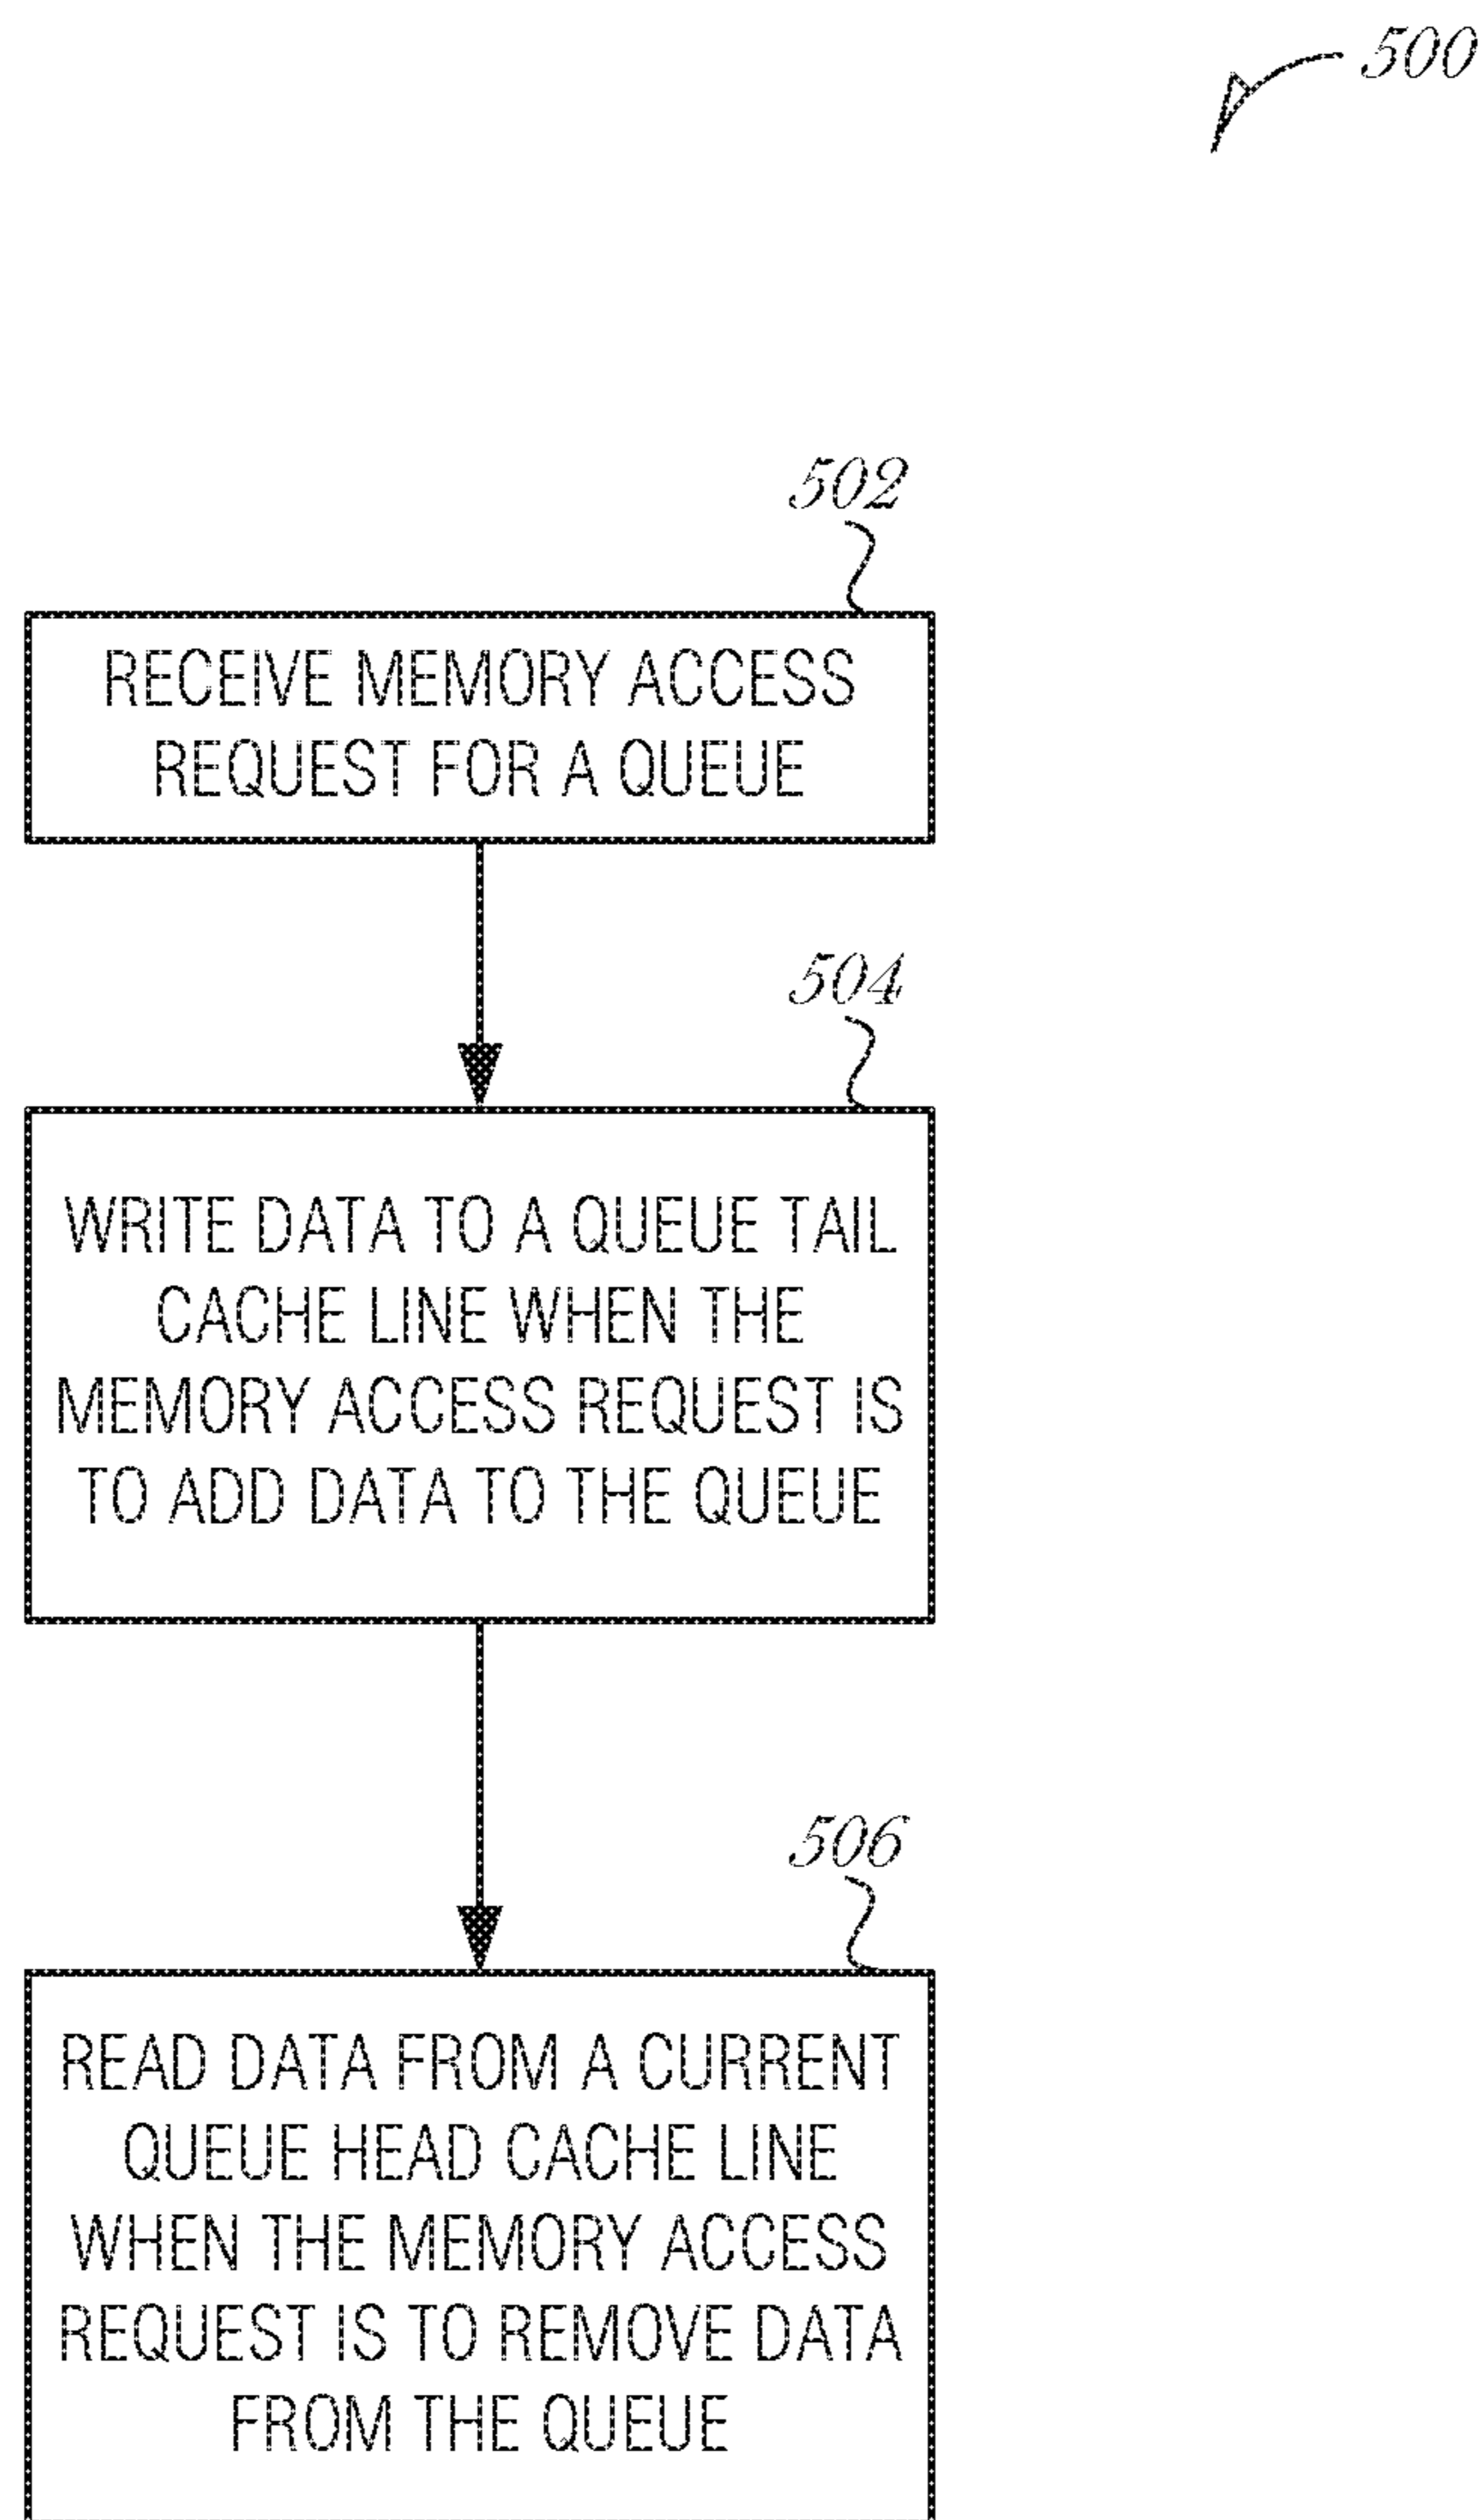 500
502
RECEIVE MEMORY ACCESS
REQUEST FOR A QUEUE
504
WRITE DATA TO A QUEUE TAIL
CACHE LINE WHEN THE
MEMORY ACCESS REQUEST IS
TO ADD DATA TO THE QUEUE
506
READ DATA FROM A CURRENT
QUEUE HEAD CACHE LINE
WHEN THE MEMORY ACCESS
REQUEST IS TO REMOVE DATA
FROM THE QUEUE